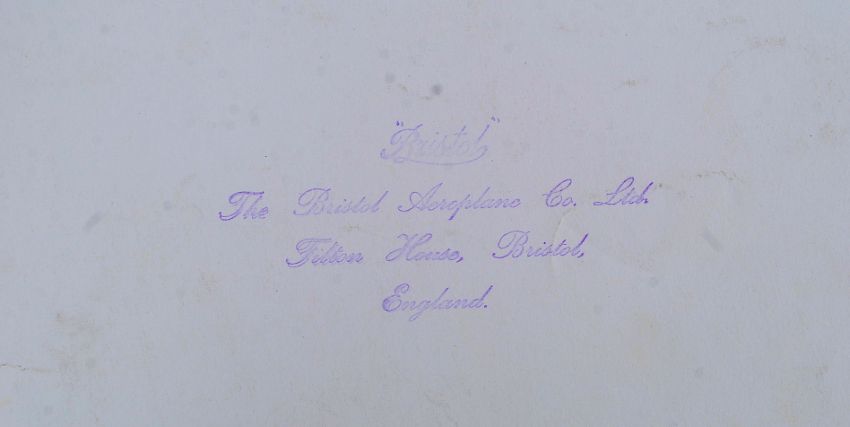 "Bristol"
The Bristol Aeroplane Co. Ltd.
Filton House, Bristol,
England.